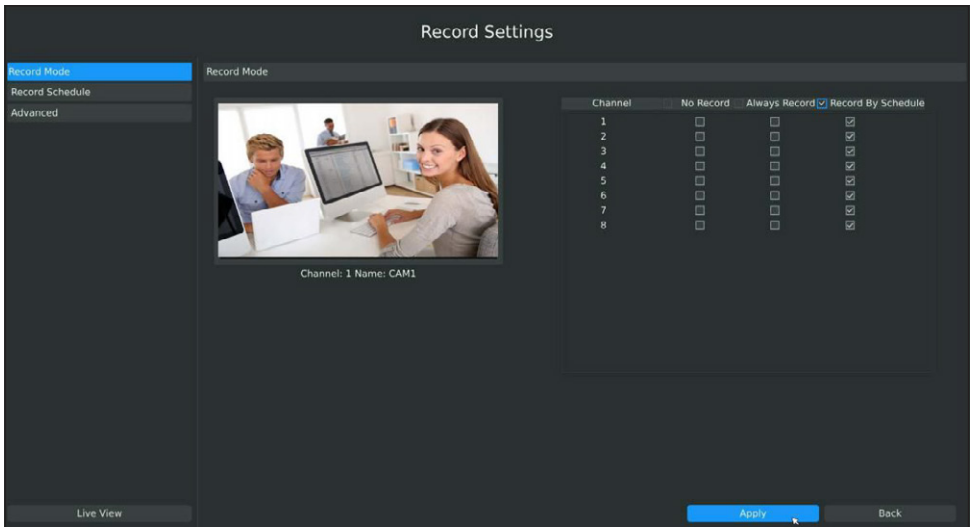 Record Settings
Record Mode
Record Schedule
Advanced
Record Mode
Channel No Record Always Record Record By Schedule
1
2
3
4
5
6
7
8
Channel: 1 Name: CAM1
Live View
Apply
Back